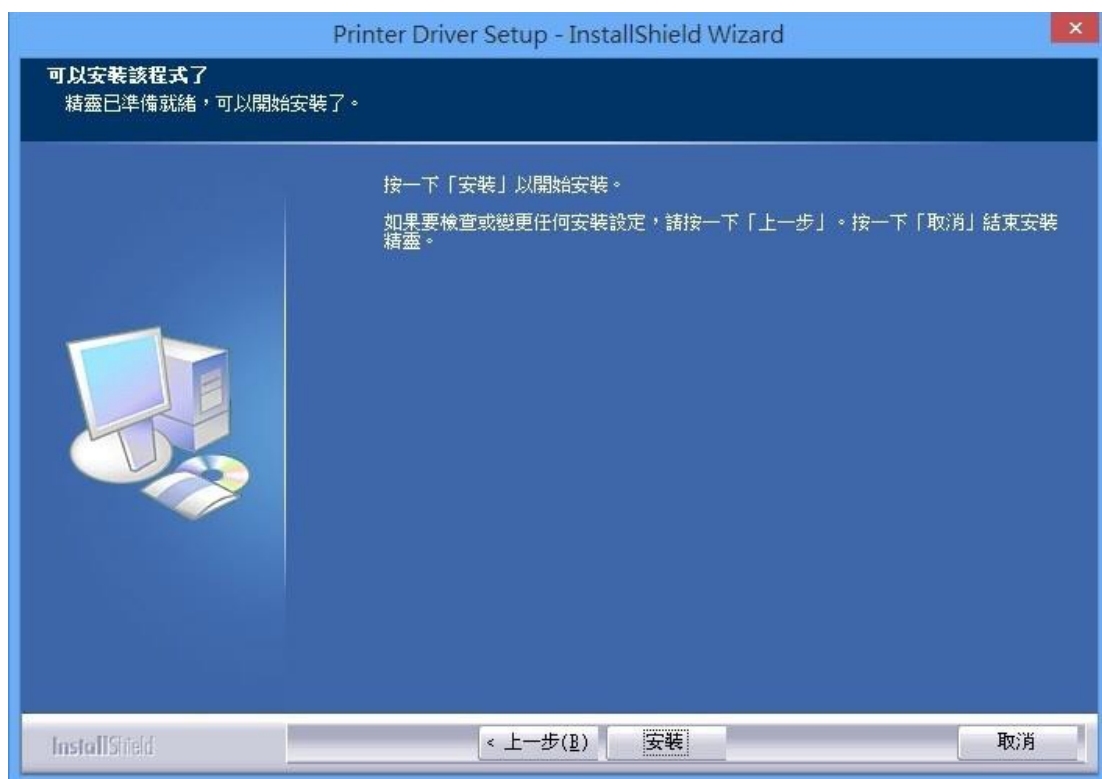 Printer Driver Setup - InstallShield Wizard
可以安裝該程式了
精靈已準備就緒，可以開始安裝了。
按一下「安裝」以開始安裝。
如果要檢查或變更任何安裝設定，請按一下「上一步」。按一下「取消」結束安裝
精靈。
InstallShield
< 上一步(B)
安裝
取消